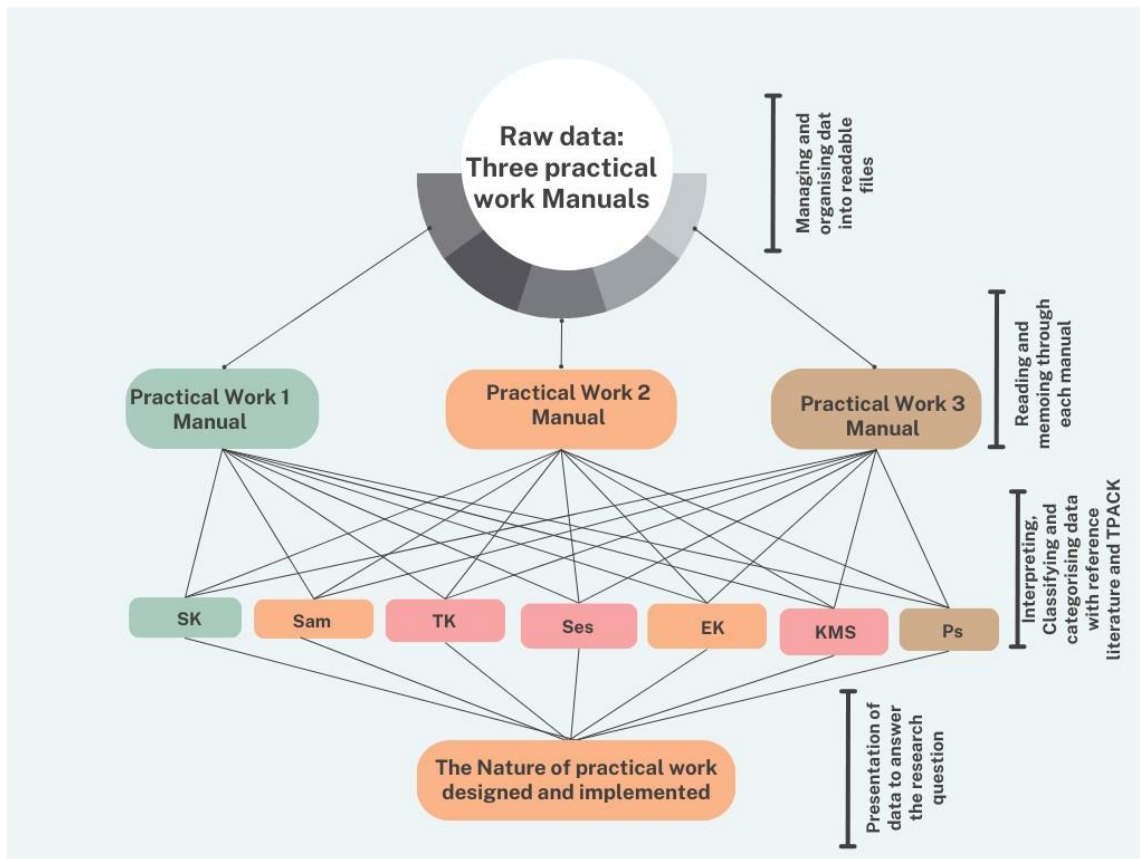 Raw data:
Three practical
work Manuals
Managing and
organising dat
into readable
files
Reading and
memoing through
each manual
Practical Work 1
Manual
Practical Work 2
Manual
Practical Work 3
Manual
Interpreting,
Classifying and
categorising data
with reference
literature and TPACK
SK
Sam
TK
Ses
EK
KMS
Ps
The Nature of practical work
designed and implemented
Presentation of
data to answer
the research
question